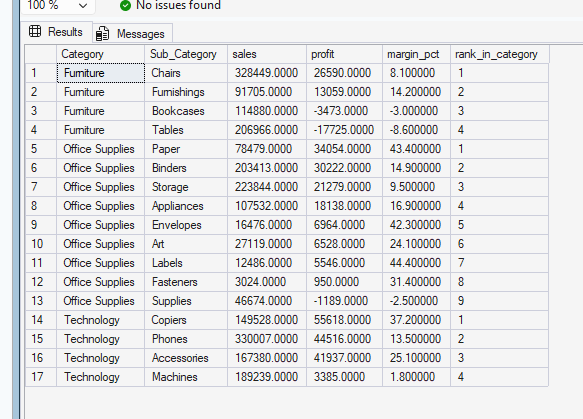 100 %
No issues found
Results Messages
Category Sub_Category sales profit margin_pct rank_in_category
1 Furniture Chairs 328449.0000 26590.0000 8.100000 1
2 Furniture Furnishings 91705.0000 13059.0000 14.200000 2
3 Furniture Bookcases 114880.0000 -3473.0000 -3.000000 3
4 Furniture Tables 206966.0000 -17725.0000 -8.600000 4
5 Office Supplies Paper 78479.0000 34054.0000 43.400000 1
6 Office Supplies Binders 203413.0000 30222.0000 14.900000 2
7 Office Supplies Storage 223844.0000 21279.0000 9.500000 3
8 Office Supplies Appliances 107532.0000 18138.0000 16.900000 4
9 Office Supplies Envelopes 16476.0000 6964.0000 42.300000 5
10 Office Supplies Art 27119.0000 6528.0000 24.100000 6
11 Office Supplies Labels 12486.0000 5546.0000 44.400000 7
12 Office Supplies Fasteners 3024.0000 950.0000 31.400000 8
13 Office Supplies Supplies 46674.0000 -1189.0000 -2.500000 9
14 Technology Copiers 149528.0000 55618.0000 37.200000 1
15 Technology Phones 330007.0000 44516.0000 13.500000 2
16 Technology Accessories 167380.0000 41937.0000 25.100000 3
17 Technology Machines 189239.0000 3385.0000 1.800000 4